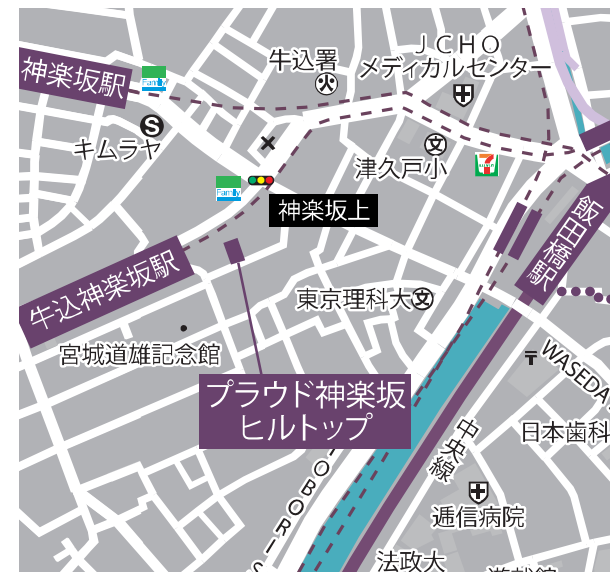 神楽坂駅
Family
牛込署
JCHO
メディカルセンター
S
キムラヤ
津久戸小
7
Family
神楽坂上
飯田橋駅
牛込神楽坂駅
東京理科大
宮城道雄記念館
プラウド神楽坂
ヒルトップ
WASEDA
日本歯科
中央線
逓信病院
法政大